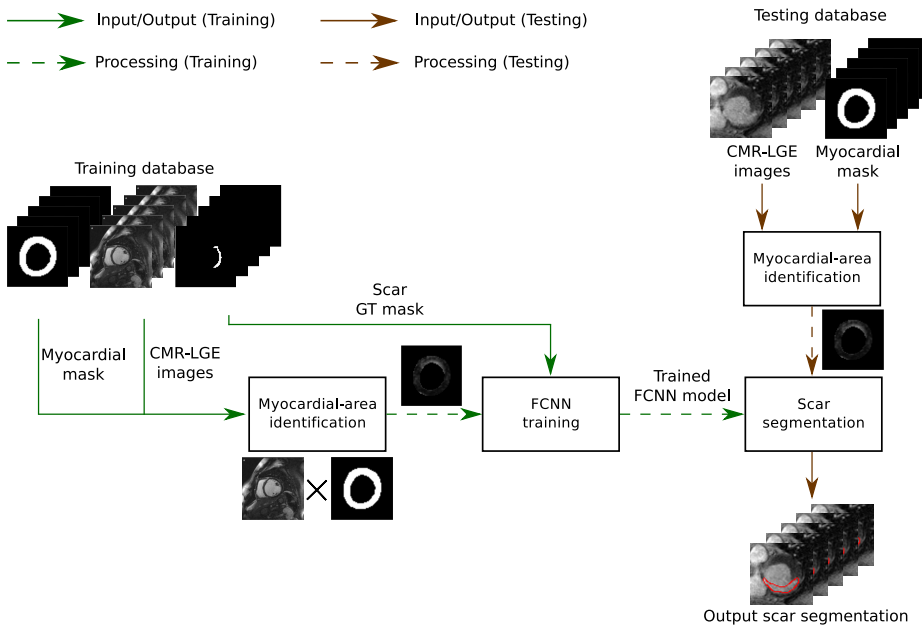 Input/Output (Training)
Input/Output (Testing)
Processing (Training)
Processing (Testing)
Testing database
CMR-LGE
images
Myocardial
mask
Training database
Myocardial-area
identification
Scar
GT mask
Myocardial
mask
CMR-LGE
images
Myocardial-area
identification
FCNN
training
Trained
FCNN model
Scar
segmentation
Output scar segmentation